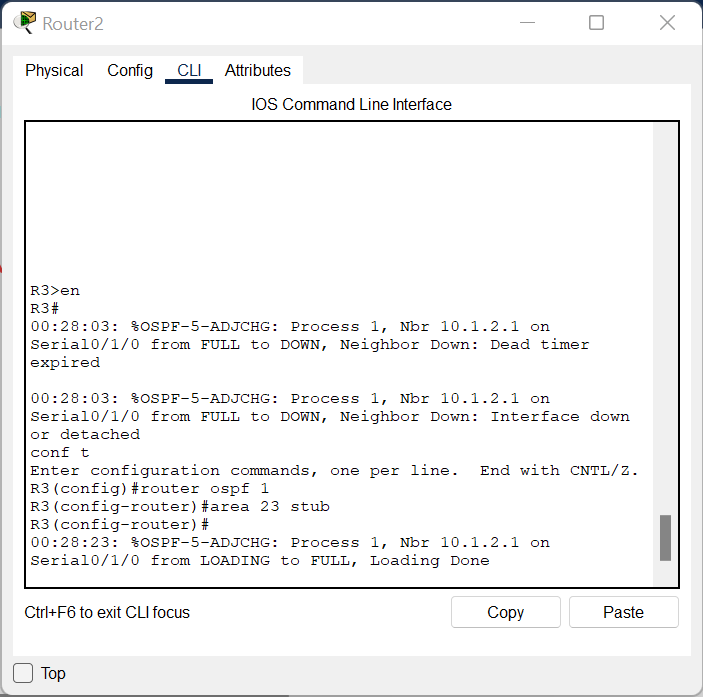 Router2
Physical Config CLI Attributes
IOS Command Line Interface
R3>en
R3#
00:28:03: %OSPF-5-ADJCHG: Process 1, Nbr 10.1.2.1 on
Serial0/1/0 from FULL to DOWN, Neighbor Down: Dead timer
expired
00:28:03: %OSPF-5-ADJCHG: Process 1, Nbr 10.1.2.1 on
Serial0/1/0 from FULL to DOWN, Neighbor Down: Interface down
or detached
conf t
Enter configuration commands, one per line.  End with CNTL/Z.
R3(config)#router ospf 1
R3(config-router)#area 23 stub
R3(config-router)#
00:28:23: %OSPF-5-ADJCHG: Process 1, Nbr 10.1.2.1 on
Serial0/1/0 from LOADING to FULL, Loading Done
Ctrl+F6 to exit CLI focus
Copy Paste
Top